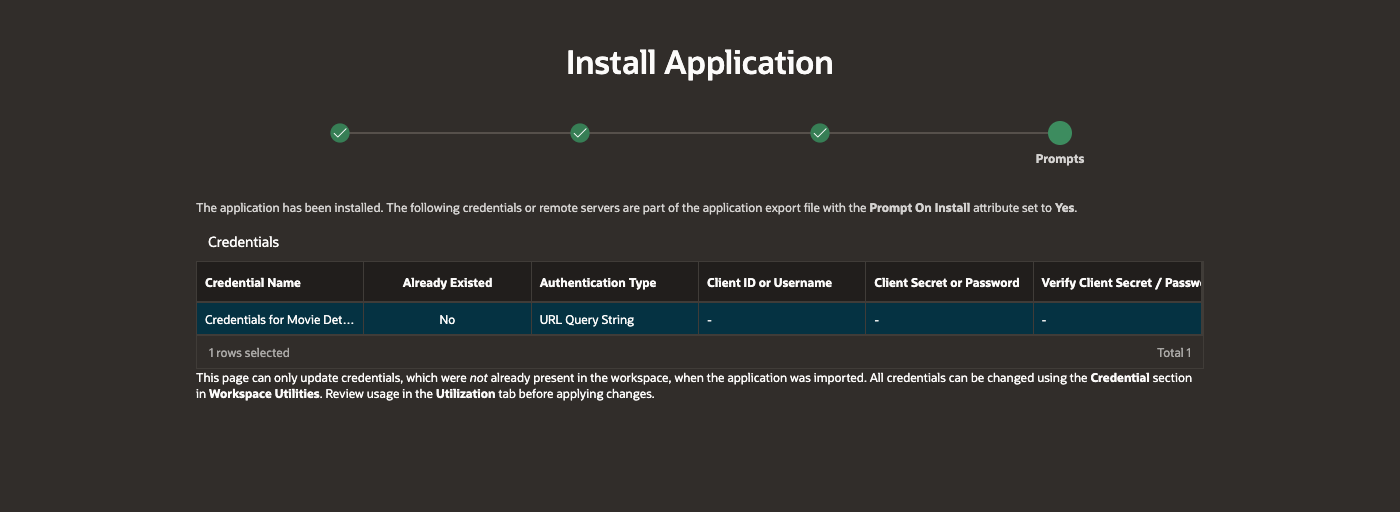 Install Application
Prompts
The application has been installed. The following credentials or remote servers are part of the application export file with the Prompt On Install attribute set to Yes.
Credentials
Credential Name Already Existed Authentication Type Client ID or Username Client Secret or Password Verify Client Secret / Passw
Credentials for Movie Det... No URL Query String - - -
1 rows selected Total 1
This page can only update credentials, which were not already present in the workspace, when the application was imported. All credentials can be changed using the Credential section
in Workspace Utilities. Review usage in the Utilization tab before applying changes.